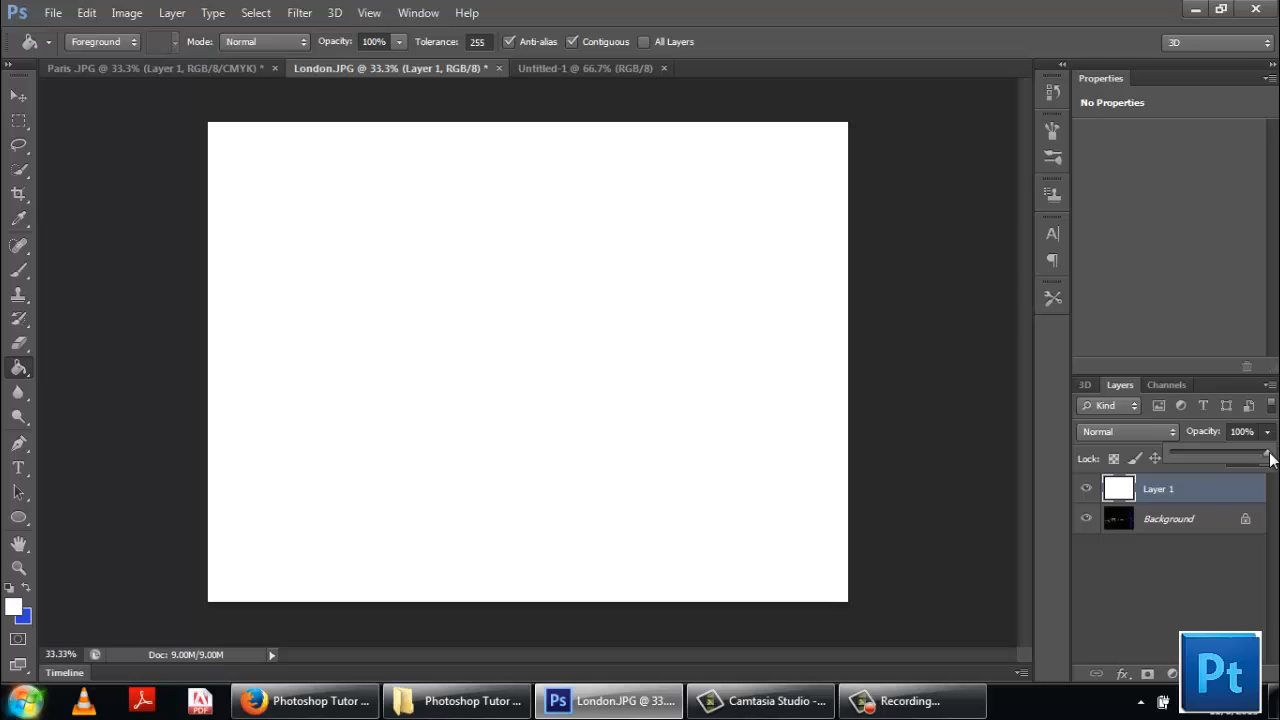 Ps File Edit Image Layer Type Select Filter 3D View Window Help
Foreground Mode: Normal Opacity: 100% Tolerance: 255 Anti-alias Contiguous All Layers 3D
Paris .JPG @ 33.3% (Layer 1, RGB/8/CMYK) * × London.JPG @ 33.3% (Layer 1, RGB/8) * × Untitled-1 @ 66.7% (RGB/8) ×
Properties
No Properties
3D Layers Channels
Kind
Normal Opacity: 100%
Lock:
Layer 1
Background
33.33% Doc: 9.00M/9.00M
Timeline
Photoshop Tutor ... Photoshop Tutor ... Ps London.JPG @ 33.... Camtasia Studio -... Recording...
Pt